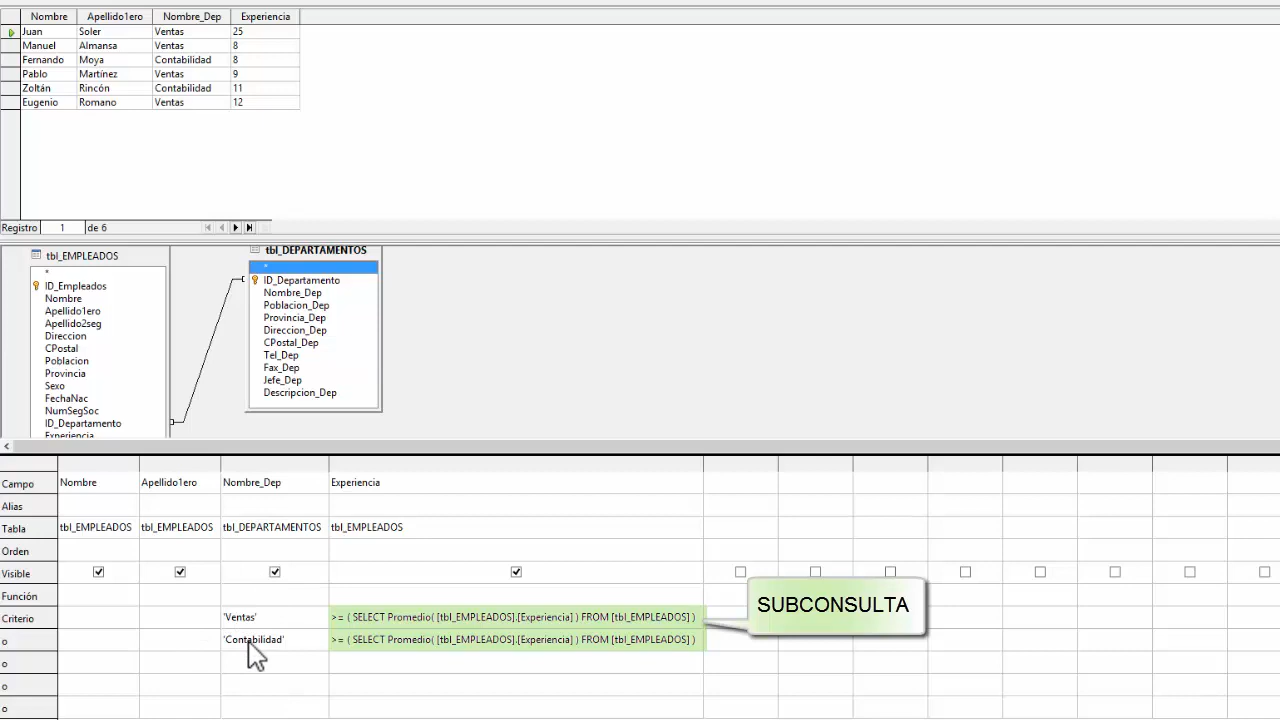 Nombre Apellido1ero Nombre_Dep Experiencia
Juan Soler Ventas 25
Manuel Almansa Ventas 8
Fernando Moya Contabilidad 8
Pablo Martínez Ventas 9
Zoltán Rincón Contabilidad 11
Eugenio Romano Ventas 12
Registro 1 de 6
tbl_EMPLEADOS
*
ID_Empleados
Nombre
Apellido1ero
Apellido2seg
Direccion
CPostal
Poblacion
Provincia
Sexo
FechaNac
NumSegSoc
ID_Departamento
Experiencia
tbl_DEPARTAMENTOS
*
ID_Departamento
Nombre_Dep
Poblacion_Dep
Provincia_Dep
Direccion_Dep
CPostal_Dep
Tel_Dep
Fax_Dep
Jefe_Dep
Descripcion_Dep
Campo Nombre Apellido1ero Nombre_Dep Experiencia
Alias
Tabla tbl_EMPLEADOS tbl_EMPLEADOS tbl_DEPARTAMENTOS tbl_EMPLEADOS
Orden
Visible
Función
Criterio 'Ventas' >= ( SELECT Promedio( [tbl_EMPLEADOS].[Experiencia] ) FROM [tbl_EMPLEADOS] )
o 'Contabilidad' >= ( SELECT Promedio( [tbl_EMPLEADOS].[Experiencia] ) FROM [tbl_EMPLEADOS] )
o
o
o
SUBCONSULTA